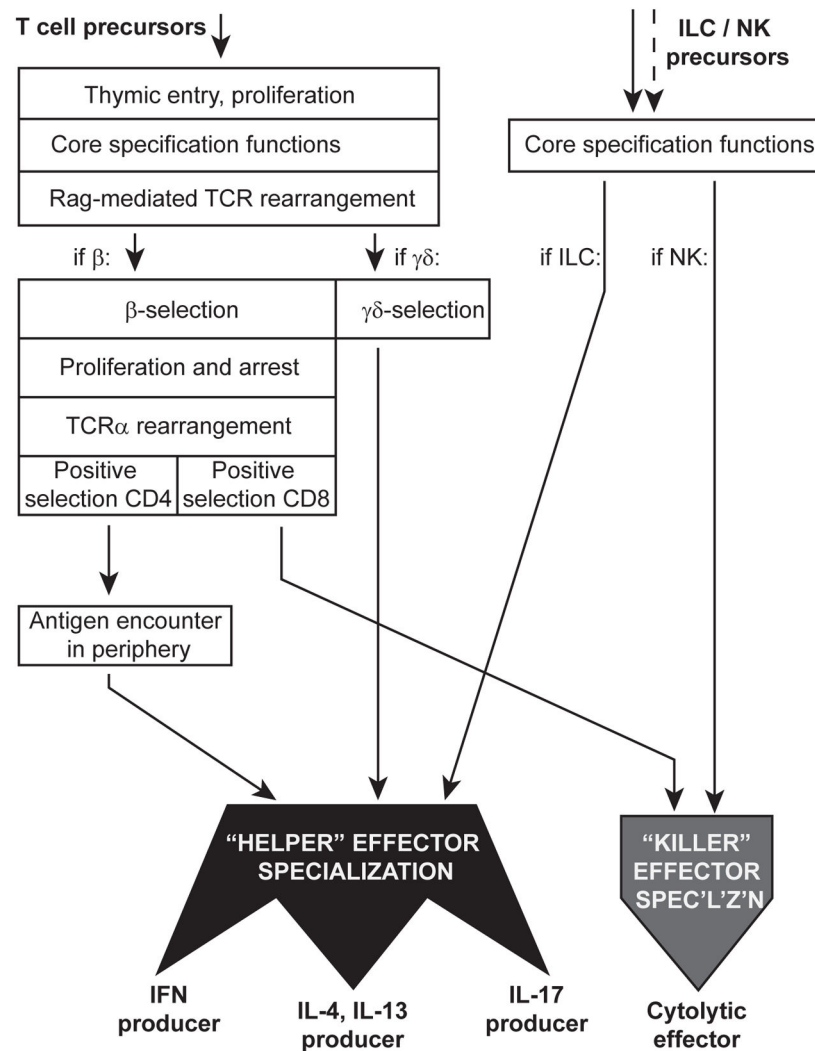 T cell precursors
ILC / NK
precursors
Thymic entry, proliferation
Core specification functions
Rag-mediated TCR rearrangement
Core specification functions
if β:
if γδ:
if ILC:
if NK:
β-selection
γδ-selection
Proliferation and arrest
TCRα rearrangement
Positive
selection CD4
Positive
selection CD8
Antigen encounter
in periphery
“HELPER” EFFECTOR
SPECIALIZATION
“KILLER”
EFFECTOR
SPEC’L’Z’N
IFN
producer
IL-4, IL-13
producer
IL-17
producer
Cytolytic
effector